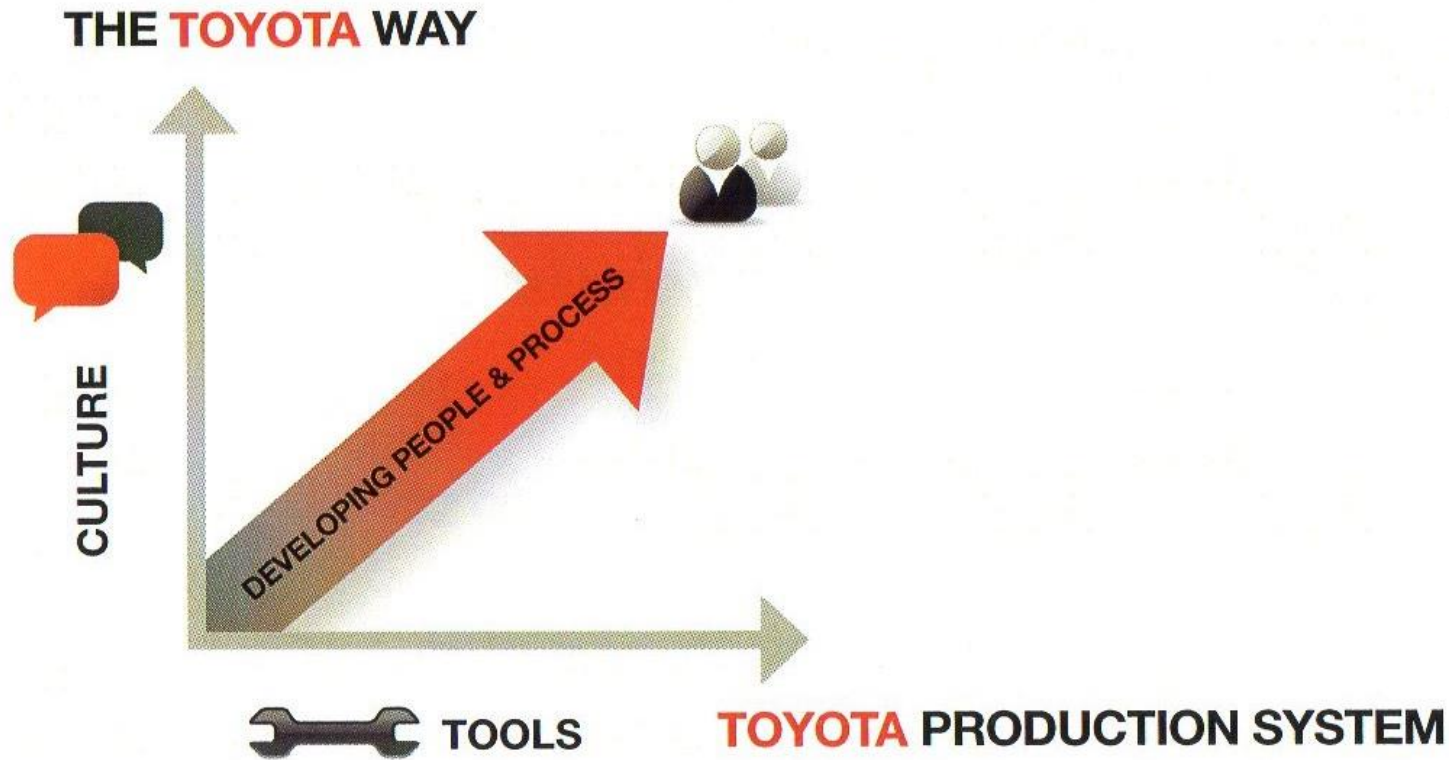 THE TOYOTA WAY
CULTURE
DEVELOPING PEOPLE & PROCESS
TOOLS
TOYOTA PRODUCTION SYSTEM